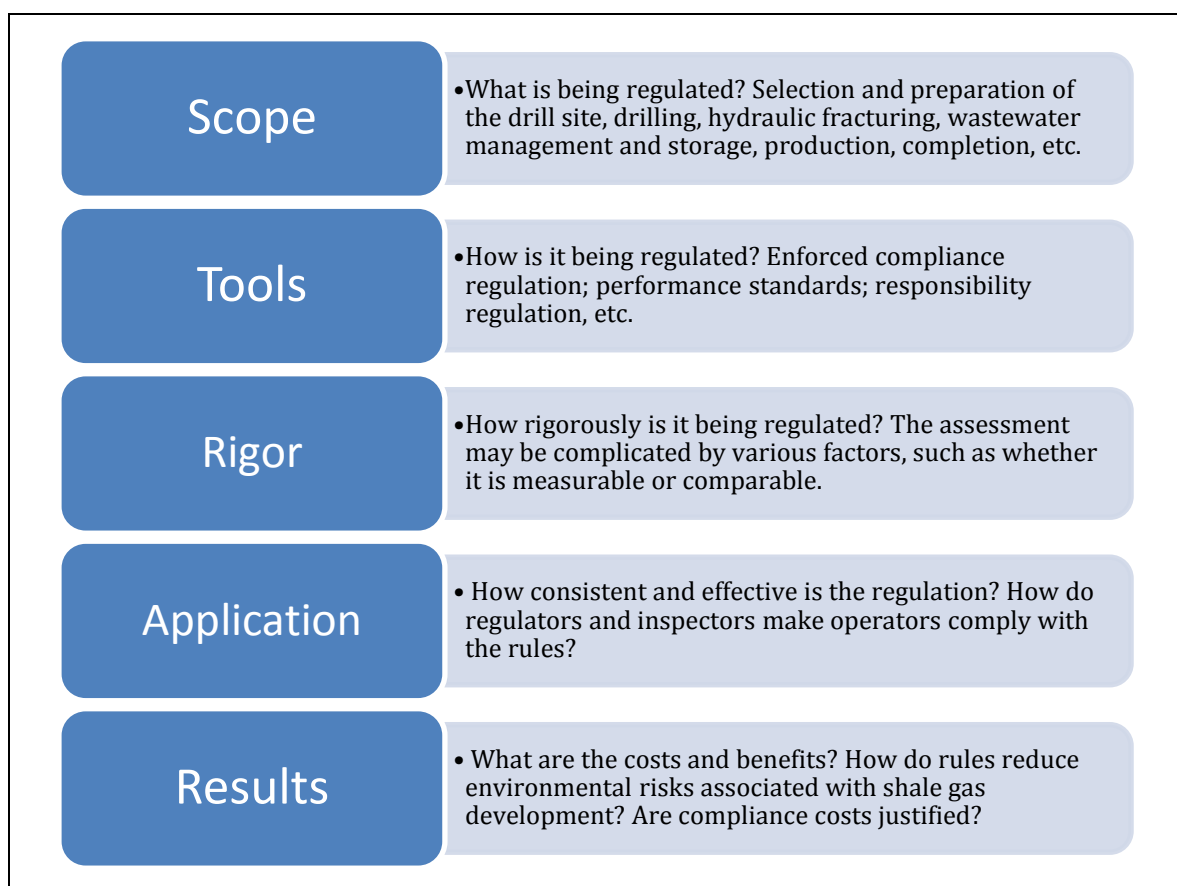 Scope
•What is being regulated? Selection and preparation of
the drill site, drilling, hydraulic fracturing, wastewater
management and storage, production, completion, etc.
Tools
•How is it being regulated? Enforced compliance
regulation; performance standards; responsibility
regulation, etc.
Rigor
•How rigorously is it being regulated? The assessment
may be complicated by various factors, such as whether
it is measurable or comparable.
Application
• How consistent and effective is the regulation? How do
regulators and inspectors make operators comply with
the rules?
Results
• What are the costs and benefits? How do rules reduce
environmental risks associated with shale gas
development? Are compliance costs justified?